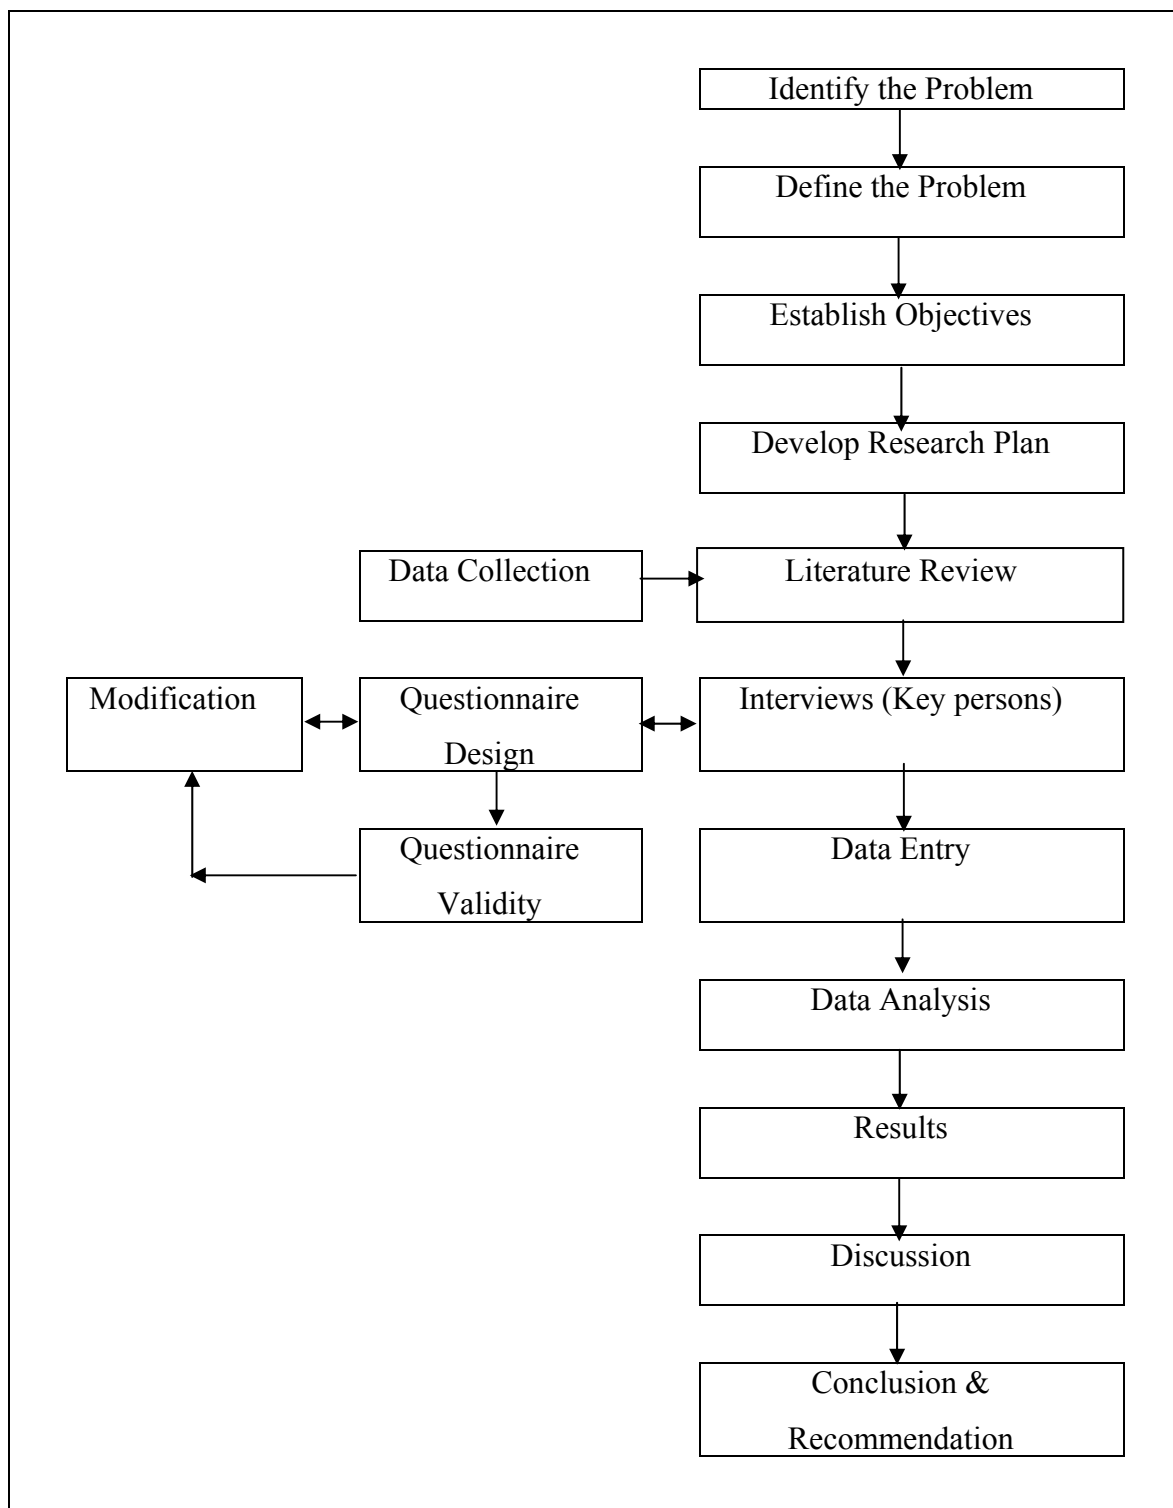 Identify the Problem
Define the Problem
Establish Objectives
Develop Research Plan
Data Collection
Literature Review
Modification
Questionnaire
Design
Interviews (Key persons)
Questionnaire
Validity
Data Entry
Data Analysis
Results
Discussion
Conclusion &
Recommendation